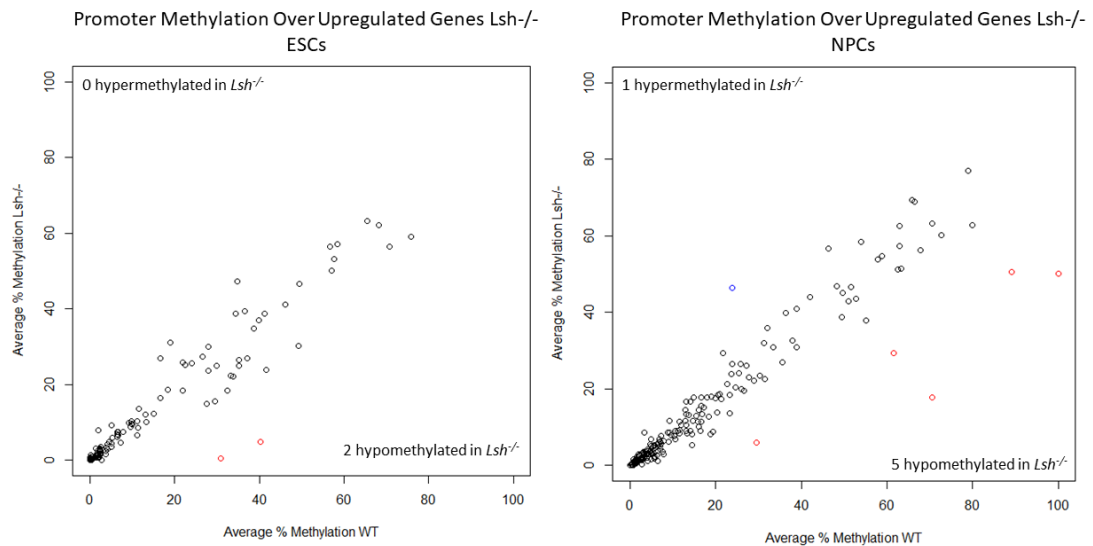 Promoter Methylation Over Upregulated Genes Lsh-/-
ESCs
0 hypermethylated in Lsh-/-
2 hypomethylated in Lsh-/-
Average % Methylation Lsh-/-
100
80
60
40
20
0
0 20 40 60 80 100
Average % Methylation WT
Promoter Methylation Over Upregulated Genes Lsh-/-
NPCs
1 hypermethylated in Lsh-/-
5 hypomethylated in Lsh-/-
Average % Methylation Lsh-/-
100
80
60
40
20
0
0 20 40 60 80 100
Average % Methylation WT